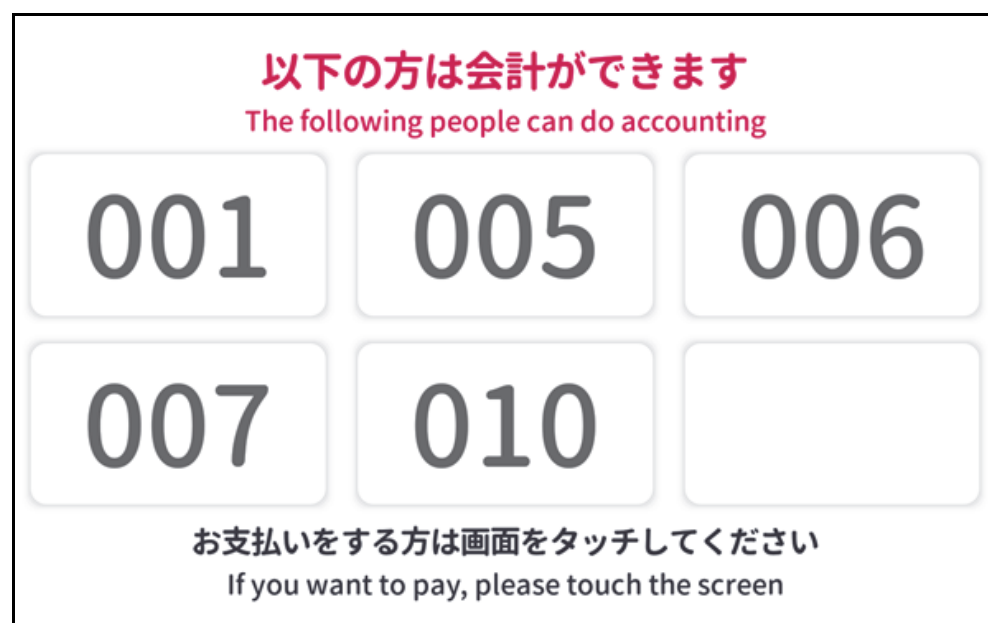 以下の方は会計ができます
The following people can do accounting
001 005 006
007 010
お支払いをする方は画面をタッチしてください
If you want to pay, please touch the screen